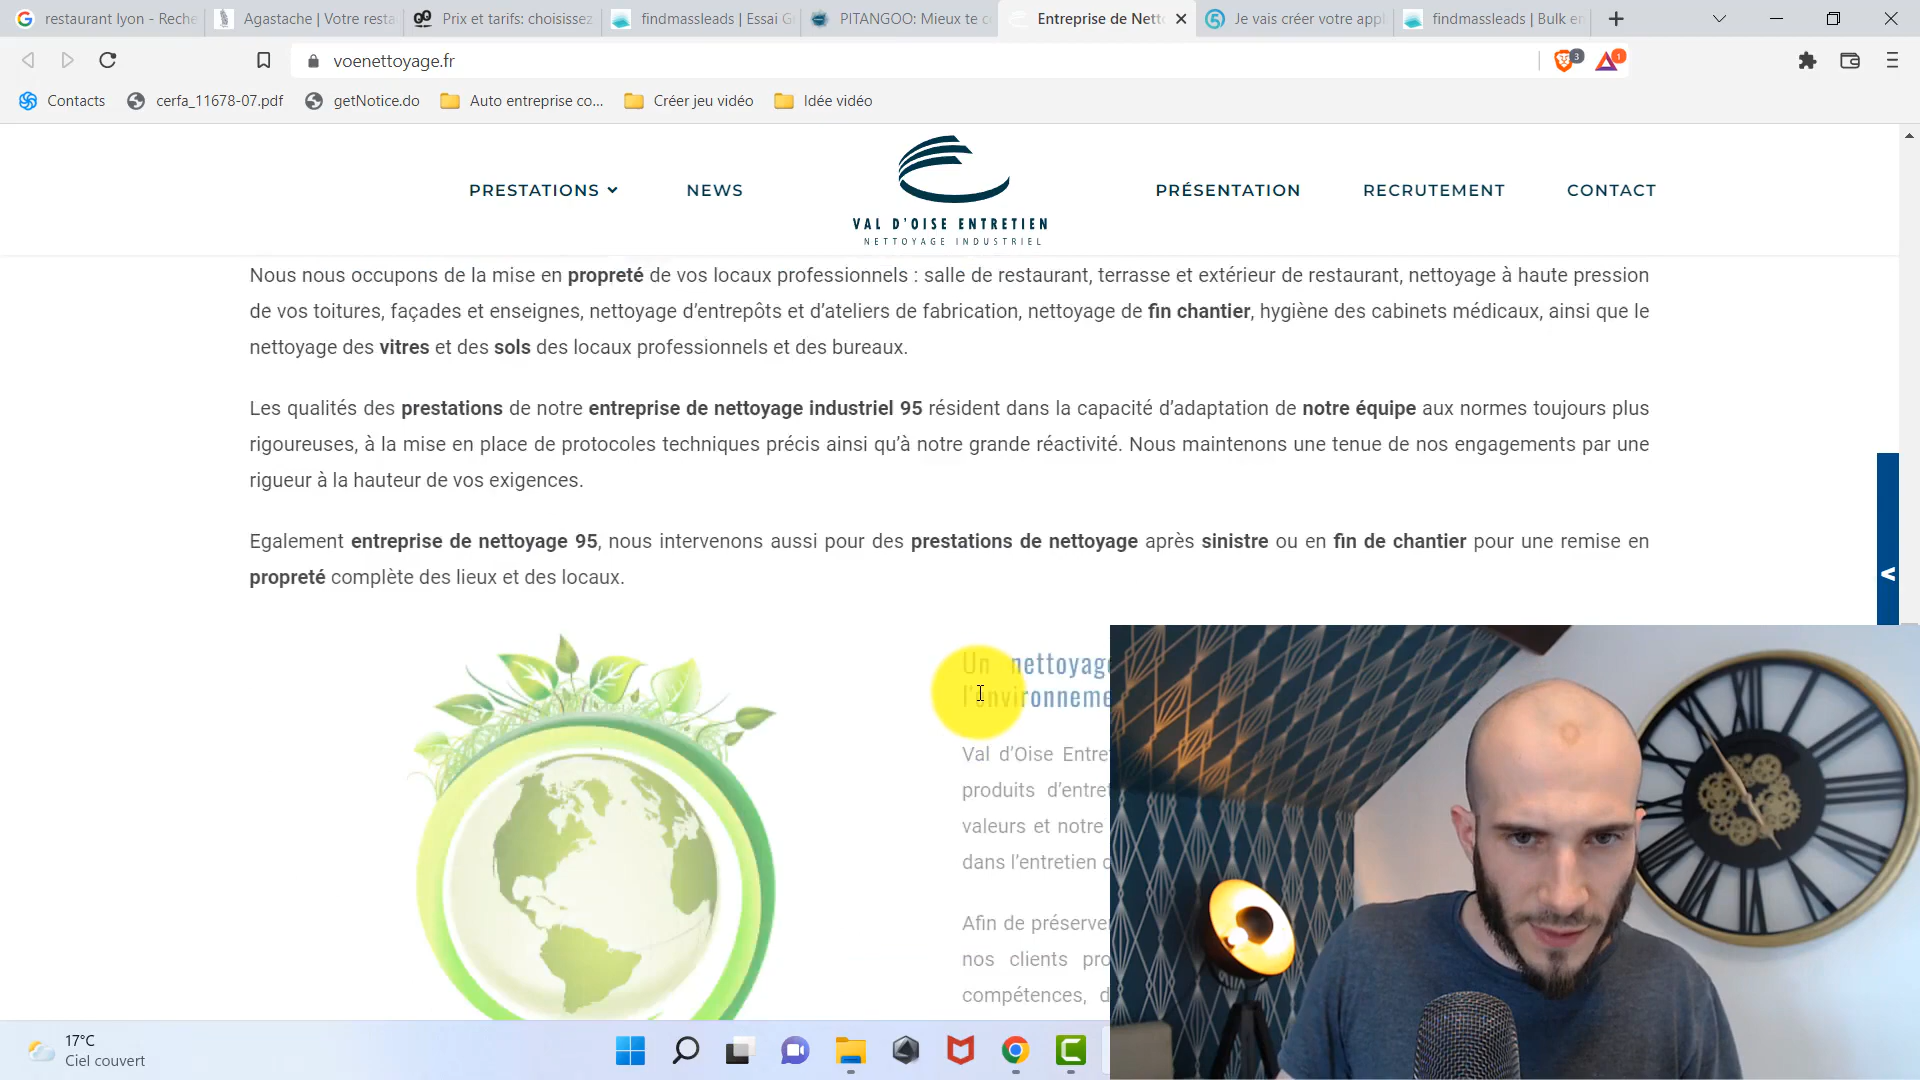 restaurant lyon - Reche
Agastache | Votre resta
Prix et tarifs: choisissez
findmassleads | Essai G
PITANGOO: Mieux te c
Entreprise de Netto
Je vais créer votre appl
findmassleads | Bulk en
voenettoyage.fr
3
1
Contacts
cerfa_11678-07.pdf
getNotice.do
Auto entreprise co...
Créer jeu vidéo
Idée vidéo
PRESTATIONS
NEWS
VAL D'OISE ENTRETIEN
NETTOYAGE INDUSTRIEL
PRÉSENTATION
RECRUTEMENT
CONTACT
Nous nous occupons de la mise en propreté de vos locaux professionnels : salle de restaurant, terrasse et extérieur de restaurant, nettoyage à haute pression
de vos toitures, façades et enseignes, nettoyage d'entrepôts et d'ateliers de fabrication, nettoyage de fin chantier, hygiène des cabinets médicaux, ainsi que le
nettoyage des vitres et des sols des locaux professionnels et des bureaux.
Les qualités des prestations de notre entreprise de nettoyage industriel 95 résident dans la capacité d'adaptation de notre équipe aux normes toujours plus
rigoureuses, à la mise en place de protocoles techniques précis ainsi qu'à notre grande réactivité. Nous maintenons une tenue de nos engagements par une
rigueur à la hauteur de vos exigences.
Egalement entreprise de nettoyage 95, nous intervenons aussi pour des prestations de nettoyage après sinistre ou en fin de chantier pour une remise en
propreté complète des lieux et des locaux.
Un nettoyage
l'environneme
Val d'Oise Entre
produits d'entret
valeurs et notre
dans l'entretien
Afin de préserver
nos clients pro
compétences, d
17°C
Ciel couvert